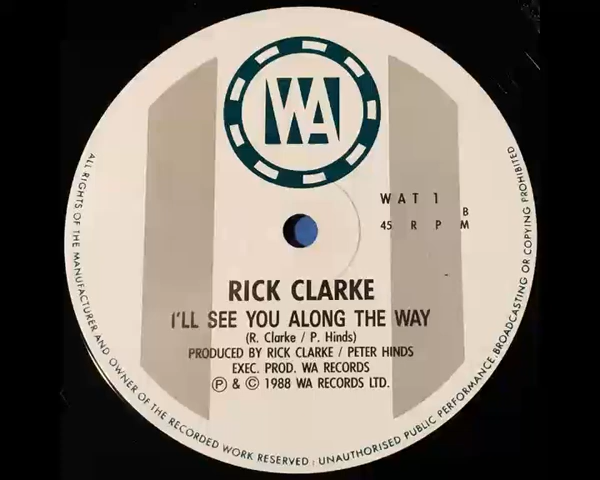 WA
WAT 1
B
45 RPM
RICK CLARKE
I'LL SEE YOU ALONG THE WAY
(R. Clarke / P. Hinds)
PRODUCED BY RICK CLARKE / PETER HINDS
EXEC. PROD. WA RECORDS
Ⓟ & © 1988 WA RECORDS LTD.
ALL RIGHTS OF THE MANUFACTURER AND OWNER OF THE RECORDED WORK RESERVED; UNAUTHORISED PUBLIC PERFORMANCE, BROADCASTING OR COPYING PROHIBITED